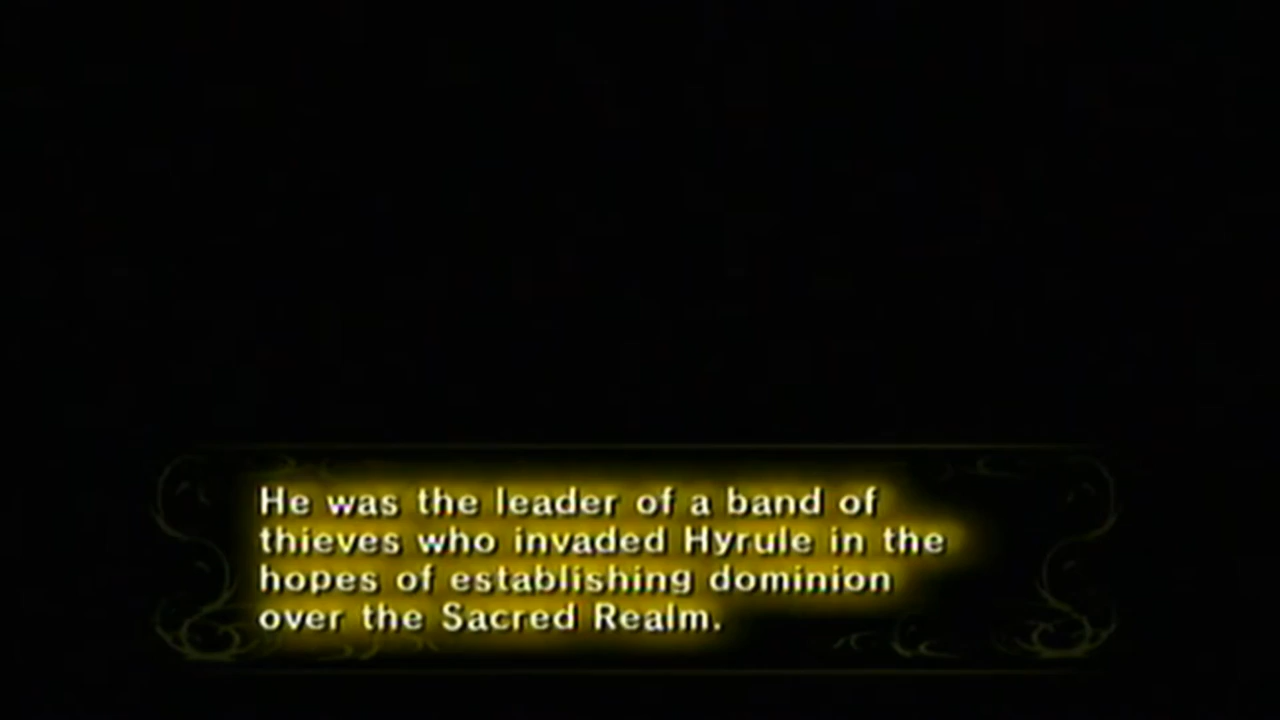 He was the leader of a band of
thieves who invaded Hyrule in the
hopes of establishing dominion
over the Sacred Realm.